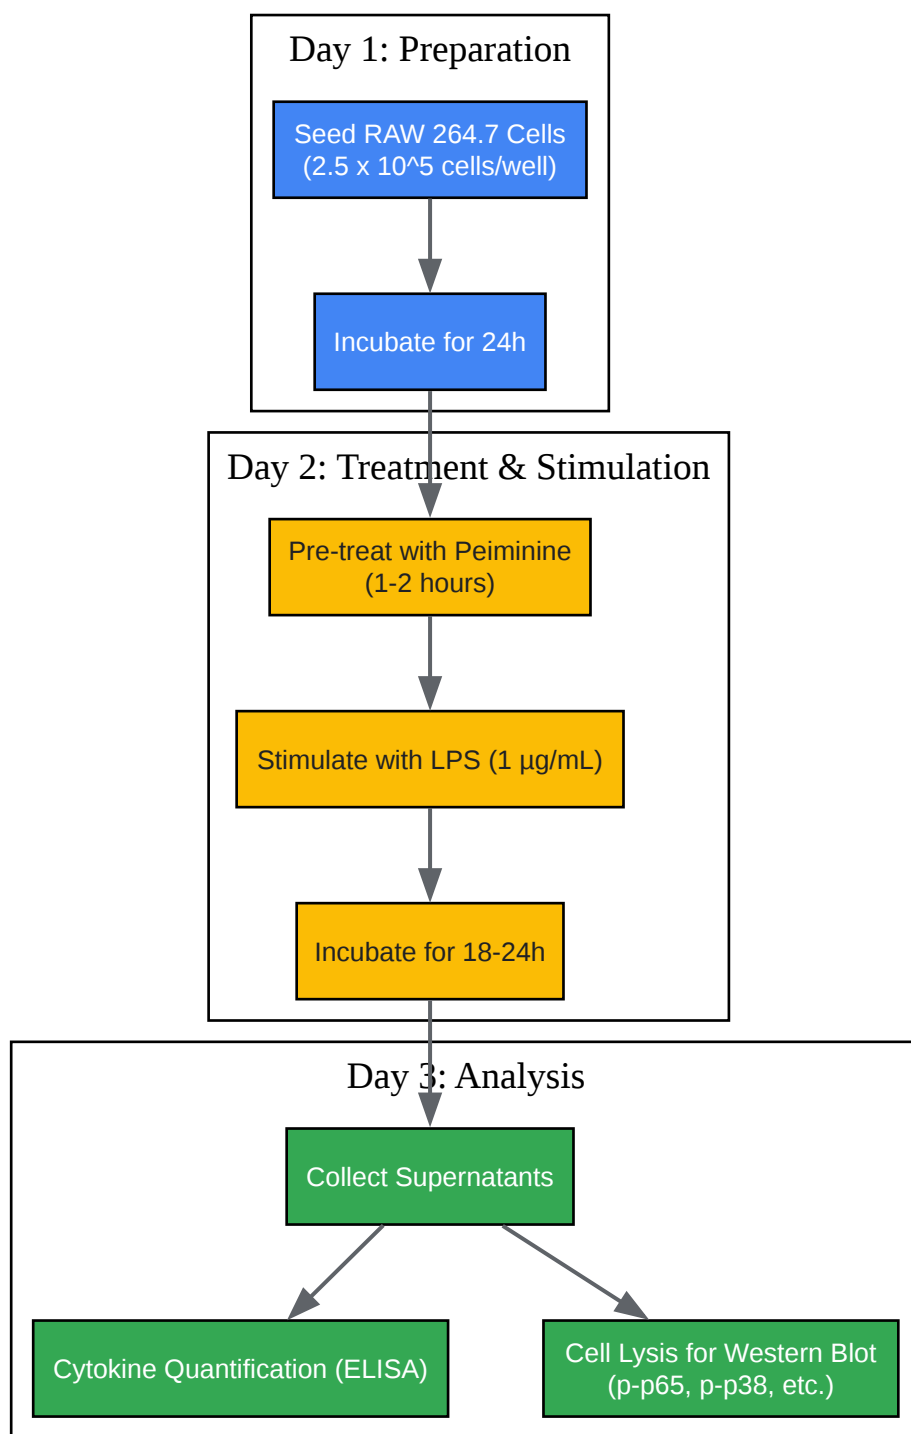 Day 1: Preparation
Seed RAW 264.7 Cells
(2.5 x 10^5 cells/well)
Incubate for 24h
Day 2: Treatment & Stimulation
Pre-treat with Peiminine
(1-2 hours)
Stimulate with LPS (1 µg/mL)
Incubate for 18-24h
Day 3: Analysis
Collect Supernatants
Cytokine Quantification (ELISA)
Cell Lysis for Western Blot
(p-p65, p-p38, etc.)